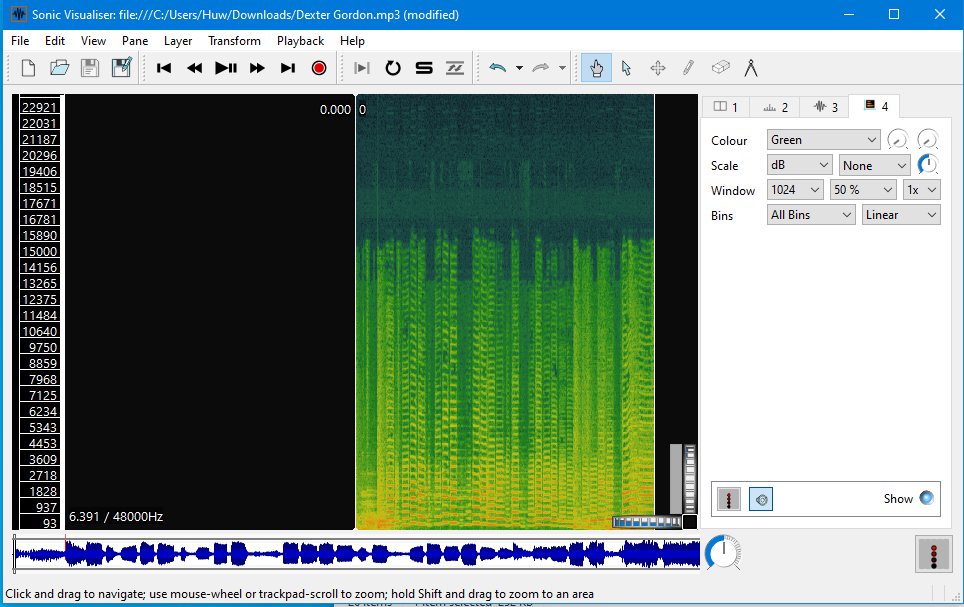 Sonic Visualiser: file:///C:/Users/Huw/Downloads/Dexter Gordon.mp3 (modified)
File Edit View Pane Layer Transform Playback Help
22921
22031
21187
20296
19406
18515
17671
16781
15890
15000
14156
13265
12375
11484
10640
9750
8859
7968
7125
6234
5343
4453
3609
2718
1828
937
93
0.000 0
6.391 / 48000Hz
1 2 3 4
Colour Green
Scale dB None
Window 1024 50 % 1x
Bins All Bins Linear
Show
Click and drag to navigate; use mouse-wheel or trackpad-scroll to zoom; hold Shift and drag to zoom to an area